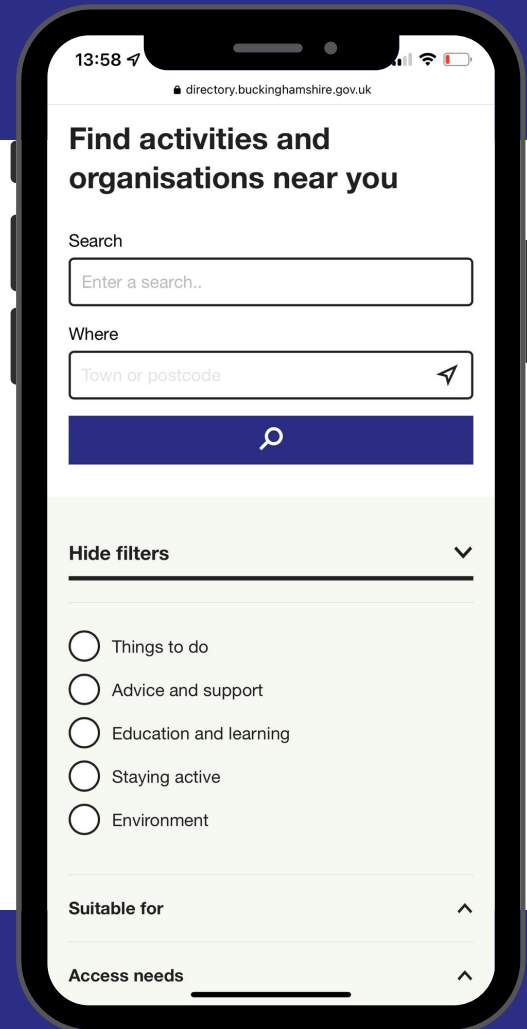 13:58
directory.buckinghamshire.gov.uk
Find activities and
organisations near you
Search
Enter a search..
Where
Town or postcode
Hide filters
Things to do
Advice and support
Education and learning
Staying active
Environment
Suitable for
Access needs